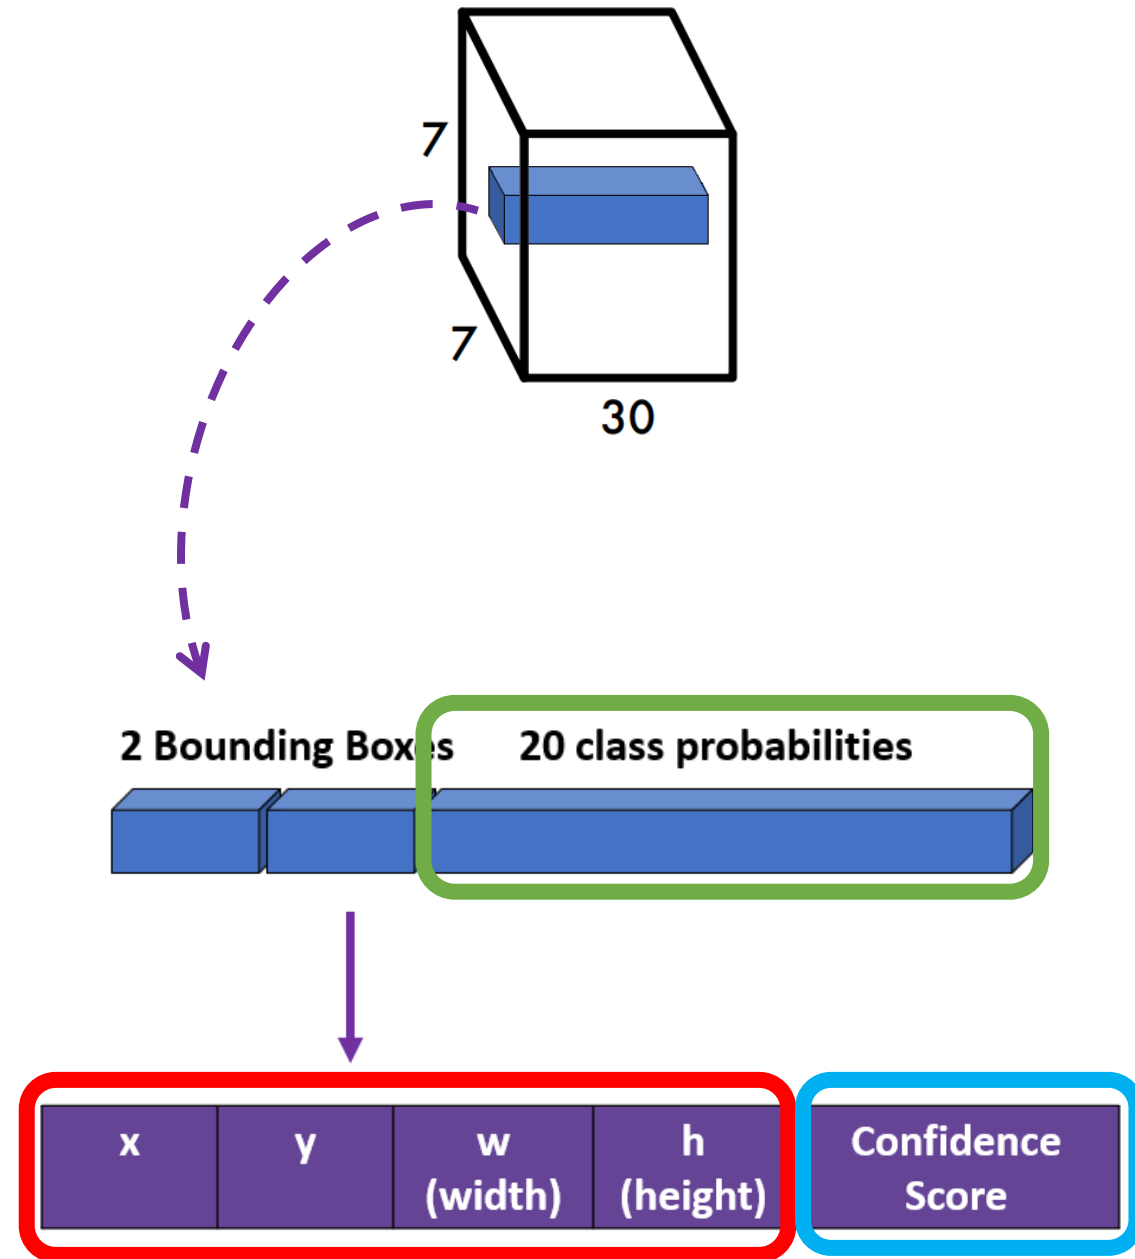 7
7
30
2 Bounding Boxes 20 class probabilities
x y w (width) h (height) Confidence Score